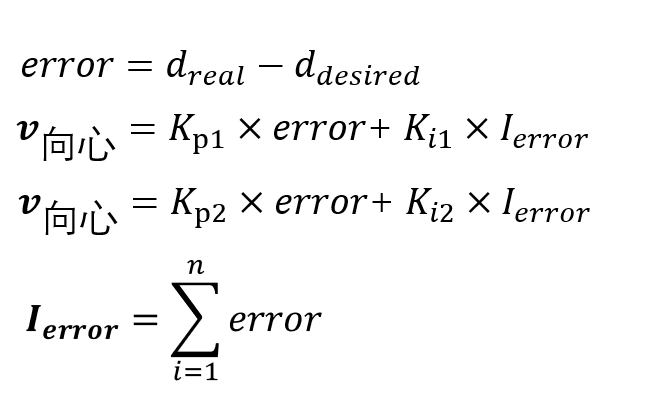 error = d_real − d_desired
v_向心 = K_p1 × error + K_i1 × I_error
v_向心 = K_p2 × error + K_i2 × I_error
I_error = ∑_{i=1}^{n} error